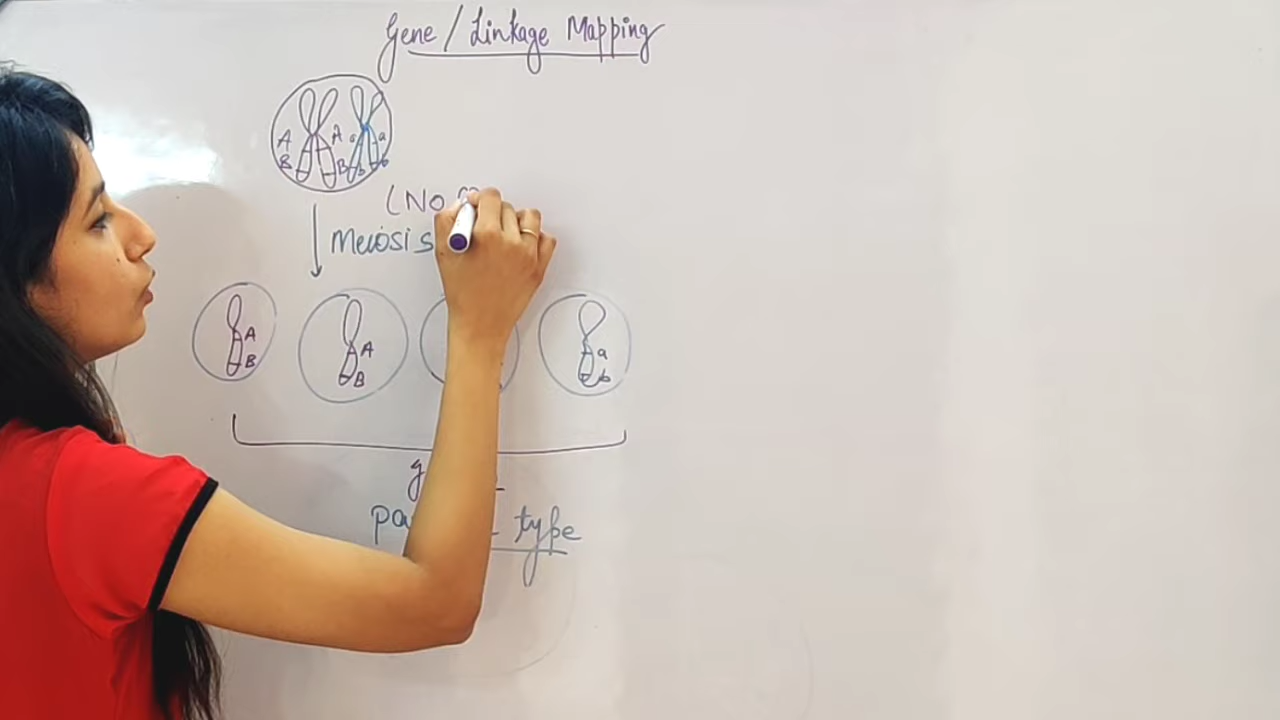 Gene / Linkage Mapping
A A a a
B B b b
(No
Meiosis
A A a
B B b
type